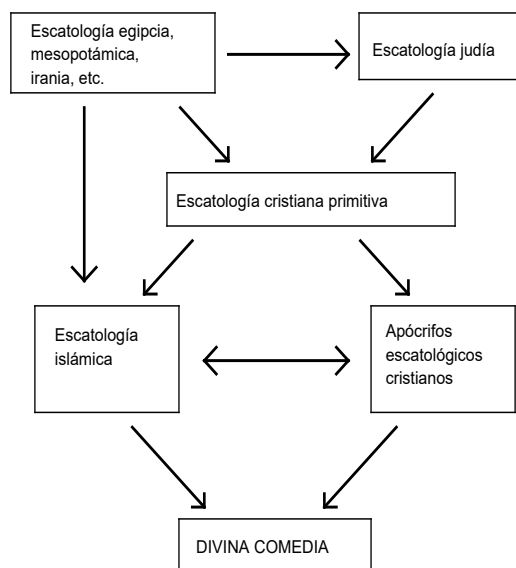 Escatología egipcia,
mesopotámica,
irania, etc.
Escatología judía
Escatología cristiana primitiva
Escatología
islámica
Apócrifos
escatológicos
cristianos
DIVINA COMEDIA